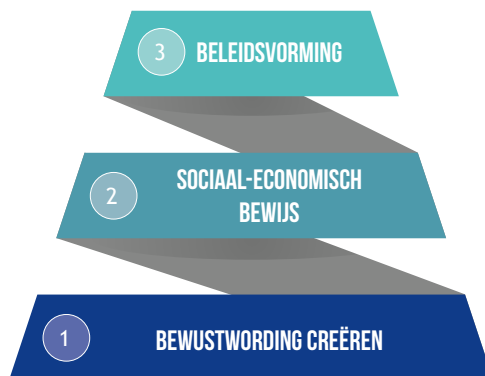 3 BELEIDSVORMING
2 SOCIAAL-ECONOMISCH
BEWIJS
1 BEWUSTWORDING CREËREN